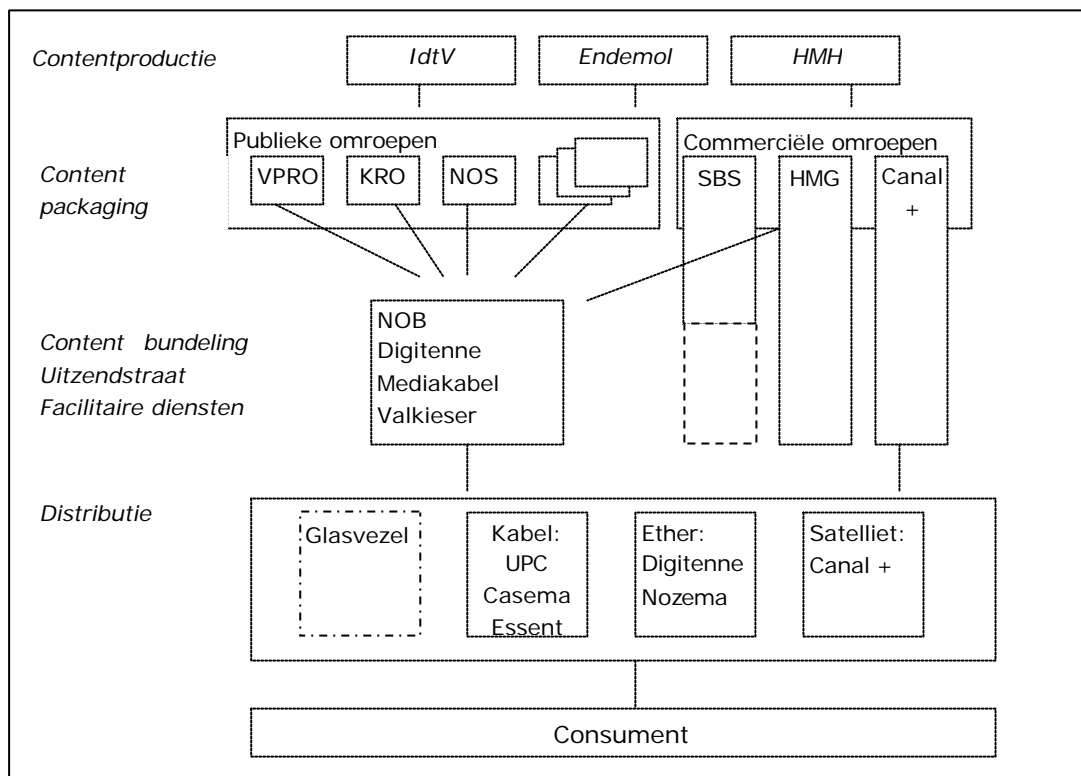 Contentproductie
IdtV
Endemol
HMH
Publieke omroepen
Commerciële omroepen
Content
packaging
VPRO
KRO
NOS
SBS
HMG
Canal
+
Content bundeling
Uitzendstraat
Facilitaire diensten
NOB
Digitenne
Mediakabel
Valkieser
Distributie
Glasvezel
Kabel:
UPC
Casema
Essent
Ether:
Digitenne
Nozema
Satelliet:
Canal +
Consument